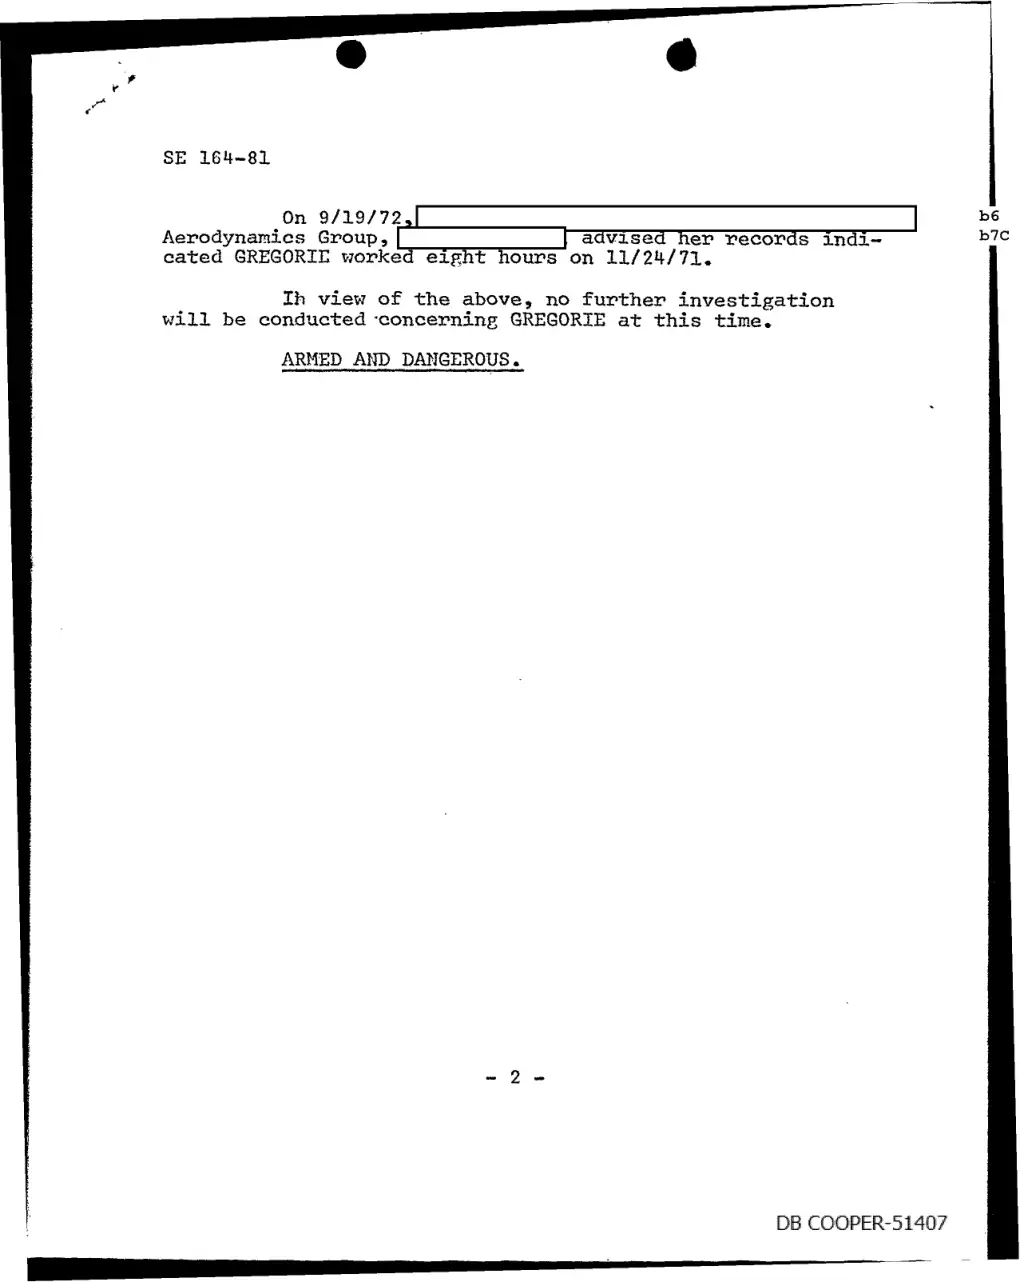 SE 164-81
On 9/19/72,
b6
Aerodynamics Group, advised her records indi-
b7C
cated GREGORIE worked eight hours on 11/24/71.
Ih view of the above, no further investigation
will be conducted concerning GREGORIE at this time.
ARMED AND DANGEROUS.
- 2 -
DB COOPER-51407